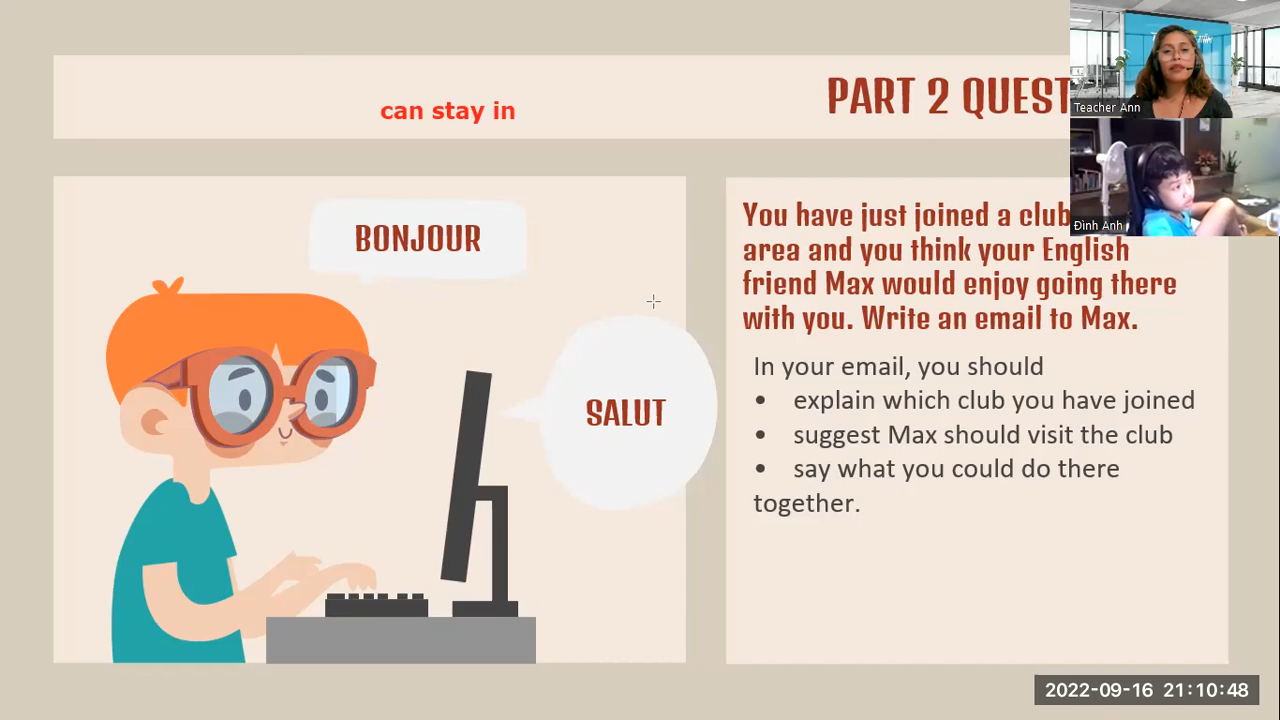 can stay in
PART 2 QUEST
BONJOUR
SALUT
You have just joined a club
area and you think your English
friend Max would enjoy going there
with you. Write an email to Max.
In your email, you should
• explain which club you have joined
• suggest Max should visit the club
• say what you could do there
together.
Teacher Ann
Đình Anh
2022-09-16 21:10:48